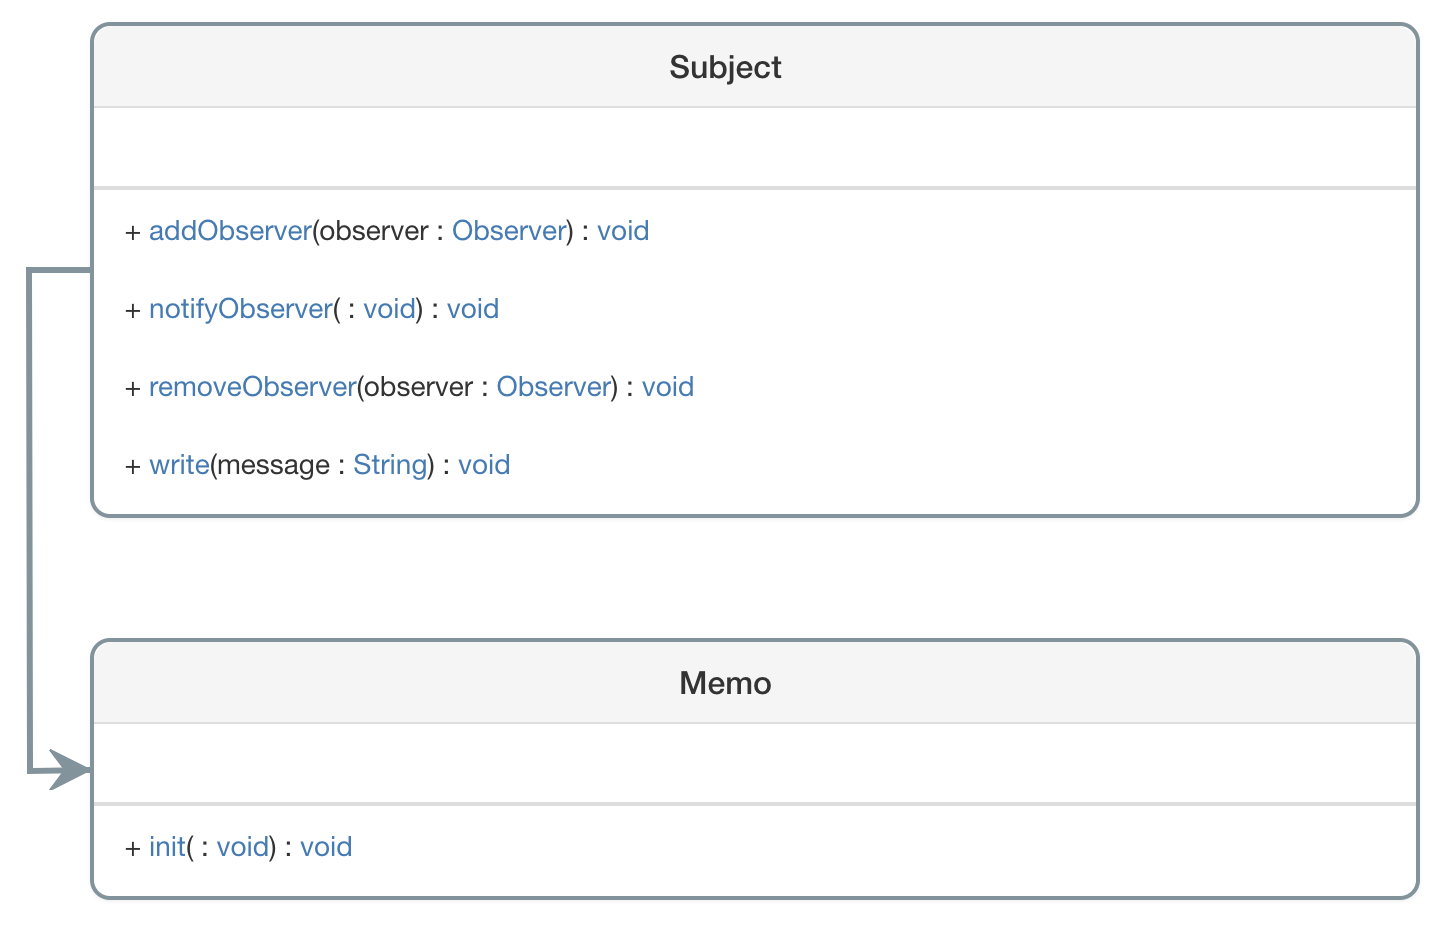 Subject
+ addObserver(observer : Observer) : void
+ notifyObserver( : void) : void
+ removeObserver(observer : Observer) : void
+ write(message : String) : void
Memo
+ init( : void) : void